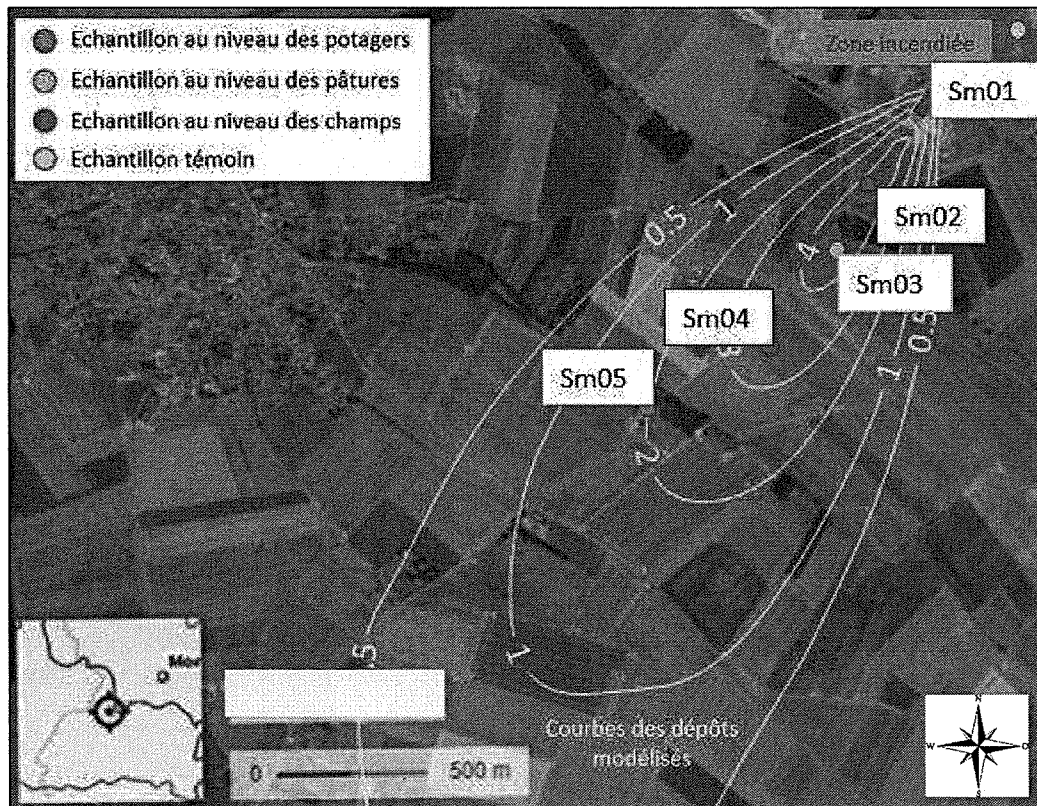 Echantillon au niveau des potagers
Echantillon au niveau des pâtures
Echantillon au niveau des champs
Echantillon témoin
Zone incendiée
Sm01
Sm02
Sm03
Sm04
Sm05
0.5
1
4
2
1
0.5
1
Courbes des dépôts
modélisés
0
500 m
N
W
S